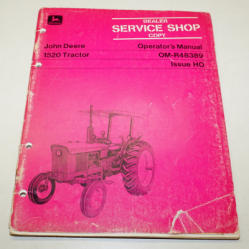 DEALER
SERVICE SHOP
COPY
John Deere Operator's Manual
1520 Tractor OM-R48389
Issue H0